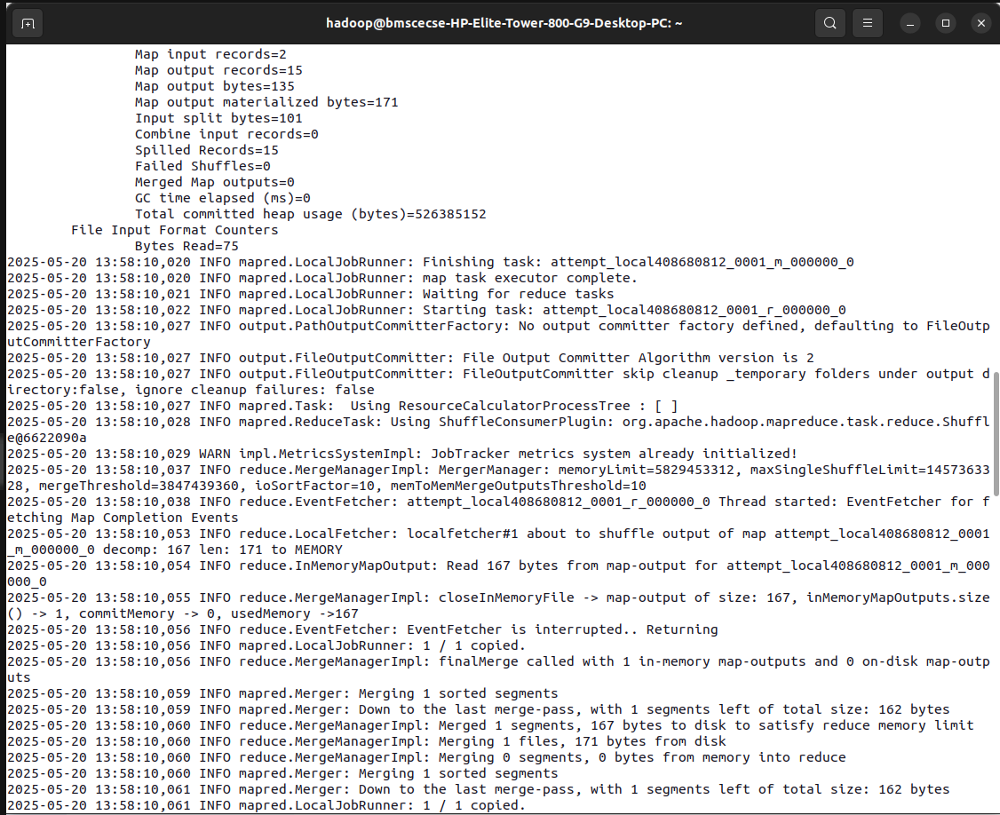 hadoop@bmscecse-HP-Elite-Tower-800-G9-Desktop-PC: ~
Map input records=2
Map output records=15
Map output bytes=135
Map output materialized bytes=171
Input split bytes=101
Combine input records=0
Spilled Records=15
Failed Shuffles=0
Merged Map outputs=0
GC time elapsed (ms)=0
Total committed heap usage (bytes)=526385152
File Input Format Counters
Bytes Read=75
2025-05-20 13:58:10,020 INFO mapred.LocalJobRunner: Finishing task: attempt_local408680812_0001_m_000000_0
2025-05-20 13:58:10,020 INFO mapred.LocalJobRunner: map task executor complete.
2025-05-20 13:58:10,021 INFO mapred.LocalJobRunner: Waiting for reduce tasks
2025-05-20 13:58:10,022 INFO mapred.LocalJobRunner: Starting task: attempt_local408680812_0001_r_000000_0
2025-05-20 13:58:10,027 INFO output.PathOutputCommitterFactory: No output committer factory defined, defaulting to FileOutp
utCommitterFactory
2025-05-20 13:58:10,027 INFO output.FileOutputCommitter: File Output Committer Algorithm version is 2
2025-05-20 13:58:10,027 INFO output.FileOutputCommitter: FileOutputCommitter skip cleanup _temporary folders under output d
irectory:false, ignore cleanup failures: false
2025-05-20 13:58:10,027 INFO mapred.Task:  Using ResourceCalculatorProcessTree : [ ]
2025-05-20 13:58:10,028 INFO mapred.ReduceTask: Using ShuffleConsumerPlugin: org.apache.hadoop.mapreduce.task.reduce.Shuffl
e@6622090a
2025-05-20 13:58:10,029 WARN impl.MetricsSystemImpl: JobTracker metrics system already initialized!
2025-05-20 13:58:10,037 INFO reduce.MergeManagerImpl: MergerManager: memoryLimit=5829453312, maxSingleShuffleLimit=14573633
28, mergeThreshold=3847439360, ioSortFactor=10, memToMemMergeOutputsThreshold=10
2025-05-20 13:58:10,038 INFO reduce.EventFetcher: attempt_local408680812_0001_r_000000_0 Thread started: EventFetcher for f
etching Map Completion Events
2025-05-20 13:58:10,053 INFO reduce.LocalFetcher: localfetcher#1 about to shuffle output of map attempt_local408680812_0001
_m_000000_0 decomp: 167 len: 171 to MEMORY
2025-05-20 13:58:10,054 INFO reduce.InMemoryMapOutput: Read 167 bytes from map-output for attempt_local408680812_0001_m_000
000_0
2025-05-20 13:58:10,055 INFO reduce.MergeManagerImpl: closeInMemoryFile -> map-output of size: 167, inMemoryMapOutputs.size
() -> 1, commitMemory -> 0, usedMemory ->167
2025-05-20 13:58:10,056 INFO reduce.EventFetcher: EventFetcher is interrupted.. Returning
2025-05-20 13:58:10,056 INFO mapred.LocalJobRunner: 1 / 1 copied.
2025-05-20 13:58:10,056 INFO reduce.MergeManagerImpl: finalMerge called with 1 in-memory map-outputs and 0 on-disk map-outp
uts
2025-05-20 13:58:10,059 INFO mapred.Merger: Merging 1 sorted segments
2025-05-20 13:58:10,059 INFO mapred.Merger: Down to the last merge-pass, with 1 segments left of total size: 162 bytes
2025-05-20 13:58:10,060 INFO reduce.MergeManagerImpl: Merged 1 segments, 167 bytes to disk to satisfy reduce memory limit
2025-05-20 13:58:10,060 INFO reduce.MergeManagerImpl: Merging 1 files, 171 bytes from disk
2025-05-20 13:58:10,060 INFO reduce.MergeManagerImpl: Merging 0 segments, 0 bytes from memory into reduce
2025-05-20 13:58:10,060 INFO mapred.Merger: Merging 1 sorted segments
2025-05-20 13:58:10,061 INFO mapred.Merger: Down to the last merge-pass, with 1 segments left of total size: 162 bytes
2025-05-20 13:58:10,061 INFO mapred.LocalJobRunner: 1 / 1 copied.